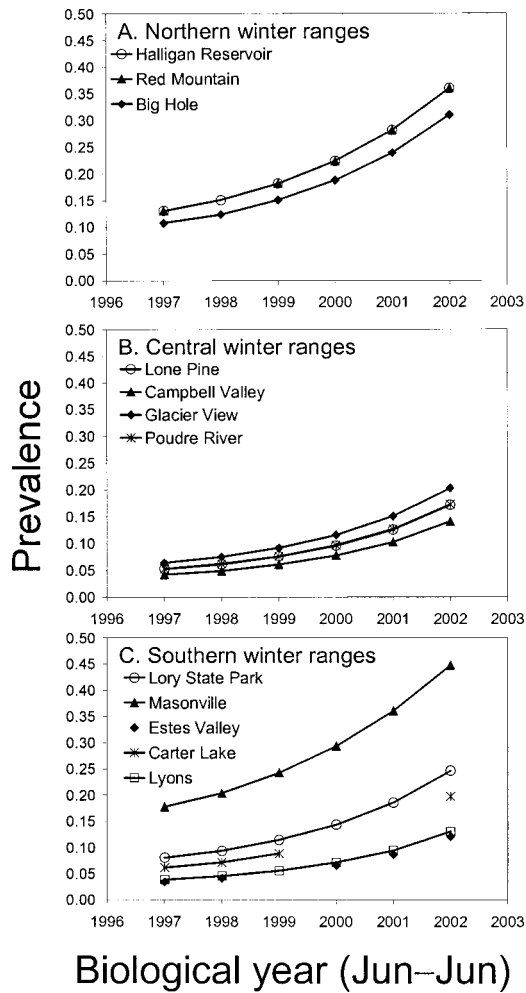 A. Northern winter ranges
Halligan Reservoir
Red Mountain
Big Hole
0.50
0.45
0.40
0.35
0.30
0.25
0.20
0.15
0.10
0.05
0.00
1996 1997 1998 1999 2000 2001 2002 2003
B. Central winter ranges
Lone Pine
Campbell Valley
Glacier View
Poudre River
0.50
0.45
0.40
0.35
0.30
0.25
0.20
0.15
0.10
0.05
0.00
1996 1997 1998 1999 2000 2001 2002 2003
Prevalence
C. Southern winter ranges
Lory State Park
Masonville
Estes Valley
Carter Lake
Lyons
0.50
0.45
0.40
0.35
0.30
0.25
0.20
0.15
0.10
0.05
0.00
1996 1997 1998 1999 2000 2001 2002 2003
Biological year (Jun–Jun)